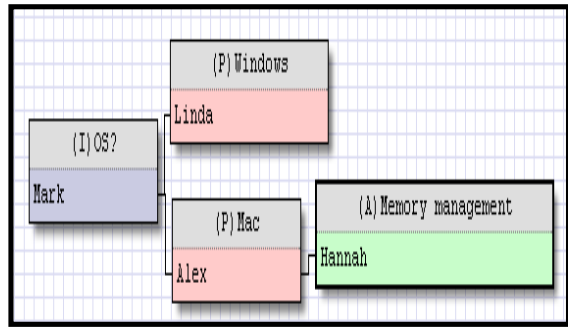 (I)OS?
Mark
(P)Windows
Linda
(P)Mac
Alex
(A)Memory management
Hannah